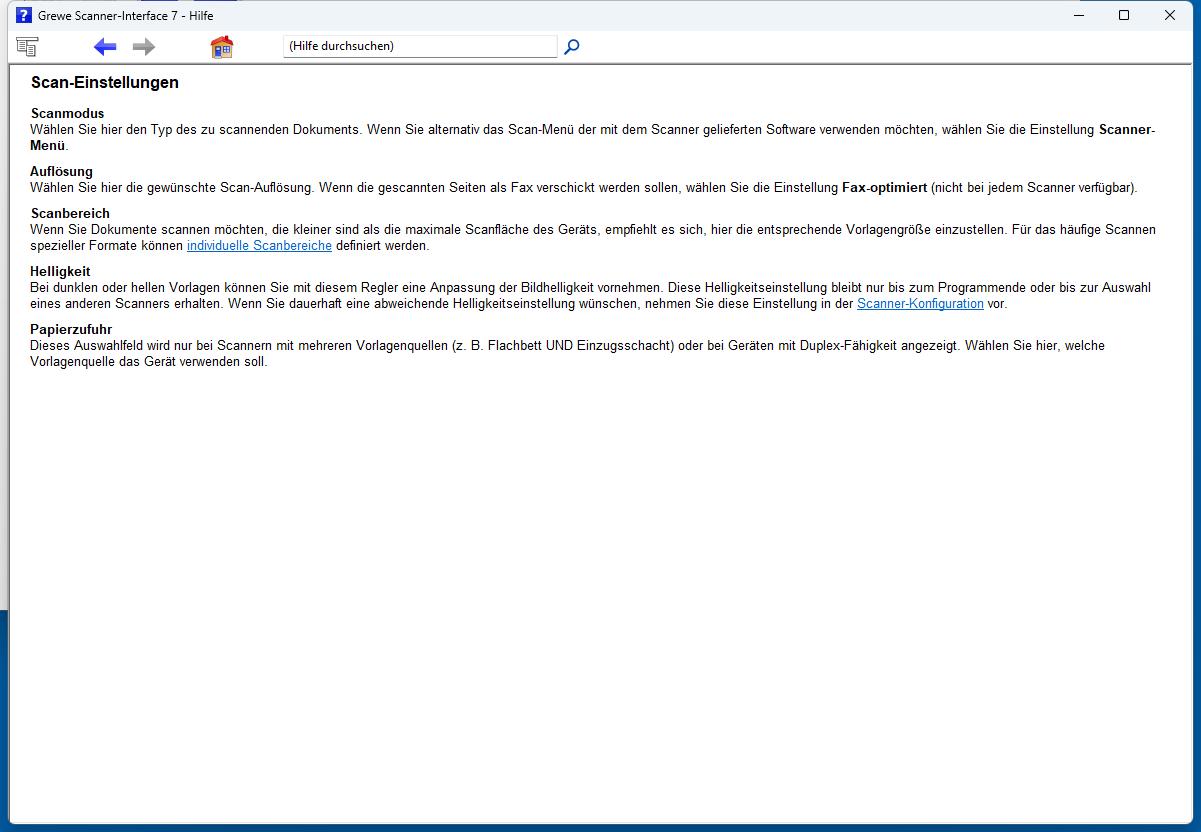 Grewe Scanner-Interface 7 - Hilfe
(Hilfe durchsuchen)
Scan-Einstellungen
Scanmodus
Wählen Sie hier den Typ des zu scannenden Dokuments. Wenn Sie alternativ das Scan-Menü der mit dem Scanner gelieferten Software verwenden möchten, wählen Sie die Einstellung Scanner-
Menü.
Auflösung
Wählen Sie hier die gewünschte Scan-Auflösung. Wenn die gescannten Seiten als Fax verschickt werden sollen, wählen Sie die Einstellung Fax-optimiert (nicht bei jedem Scanner verfügbar).
Scanbereich
Wenn Sie Dokumente scannen möchten, die kleiner sind als die maximale Scanfläche des Geräts, empfiehlt es sich, hier die entsprechende Vorlagengröße einzustellen. Für das häufige Scannen
spezieller Formate können individuelle Scanbereiche definiert werden.
Helligkeit
Bei dunklen oder hellen Vorlagen können Sie mit diesem Regler eine Anpassung der Bildhelligkeit vornehmen. Diese Helligkeitseinstellung bleibt nur bis zum Programmende oder bis zur Auswahl
eines anderen Scanners erhalten. Wenn Sie dauerhaft eine abweichende Helligkeitseinstellung wünschen, nehmen Sie diese Einstellung in der Scanner-Konfiguration vor.
Papierzufuhr
Dieses Auswahlfeld wird nur bei Scannern mit mehreren Vorlagenquellen (z. B. Flachbett UND Einzugsschacht) oder bei Geräten mit Duplex-Fähigkeit angezeigt. Wählen Sie hier, welche
Vorlagenquelle das Gerät verwenden soll.